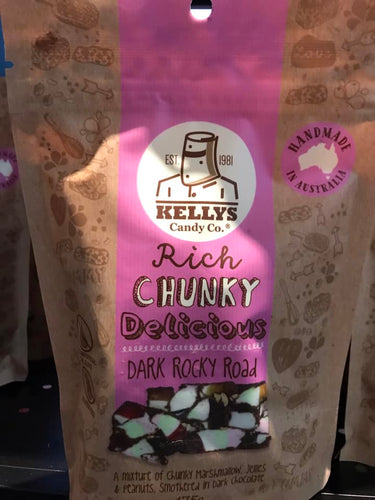 EST 1981
KELLYS
Candy Co.®
HANDMADE
IN AUSTRALIA
Rich
CHUNKY
Delicious
DARK ROCKY ROAD
A mixture of Chunky Marshmallow, Jellies
& Peanuts, Smothered in Dark Chocolate
175g